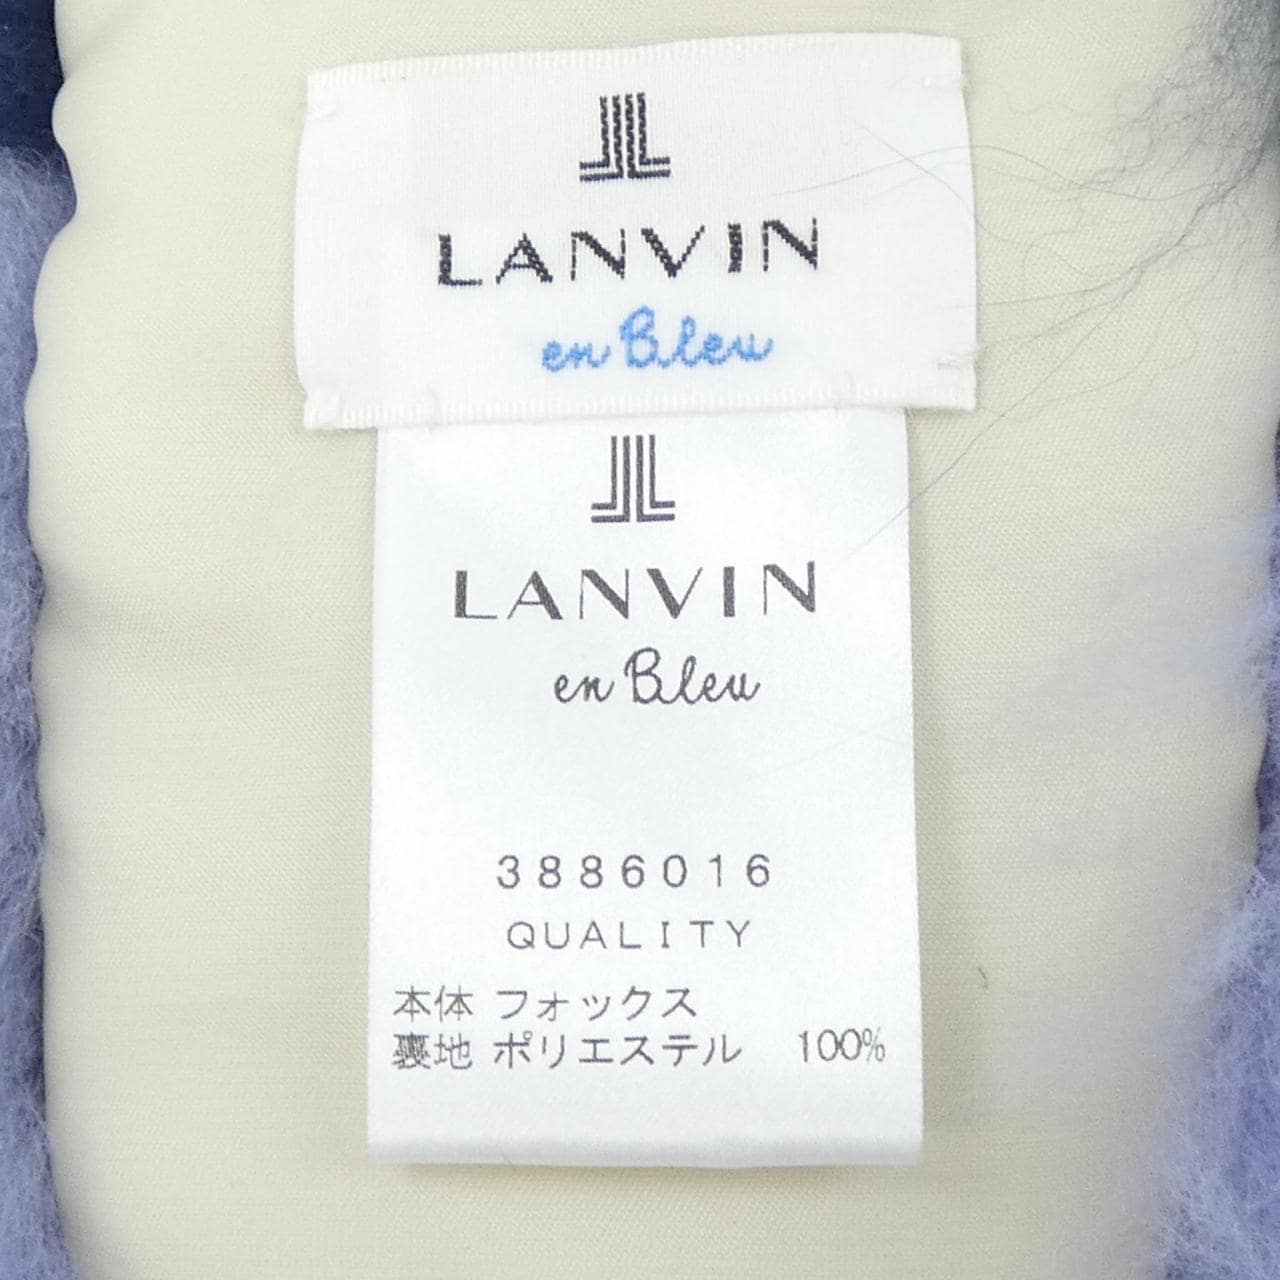 LANVIN
en Bleu
LANVIN
en Bleu
3886016
QUALITY
本体 フォックス
裏地 ポリエステル 100%